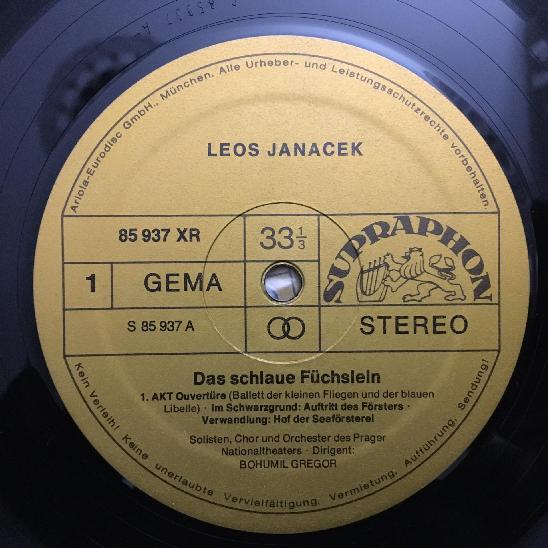 Ariola-Eurodisc GmbH., München. Alle Urheber- und Leistungsschutzrechte vorbehalten.
LEOS JANACEK
85 937 XR
33 1/3
SUPRAPHON
1
GEMA
S 85 937 A
STEREO
Das schlaue Füchslein
1. AKT Ouvertüre (Ballett der kleinen Fliegen und der blauen
Libelle) · Im Schwarzgrund: Auftritt des Försters ·
Verwandlung: Hof der Seeförsterei
Solisten, Chor und Orchester des Prager
Nationaltheaters · Dirigent:
BOHUMIL GREGOR
Kein Verleih! Keine unerlaubte Vervielfältigung, Vermietung, Aufführung, Sendung!